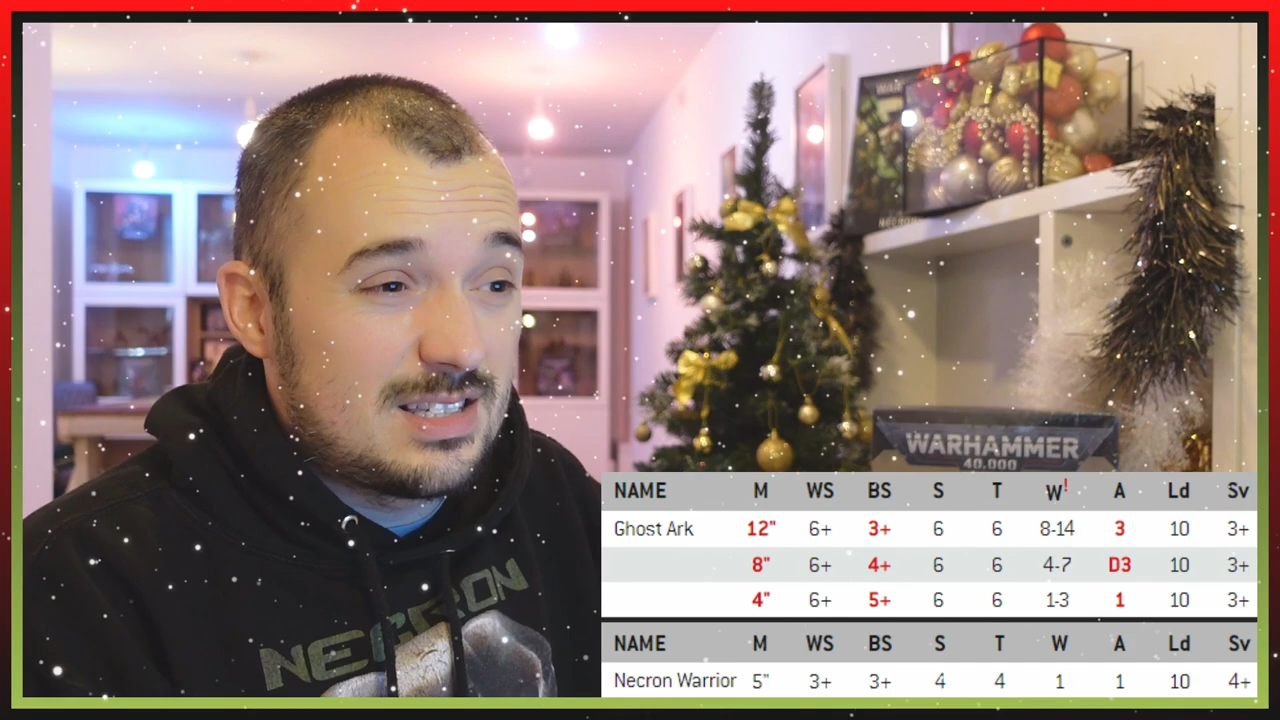 WARHAMMER
40,000
NECRON
NAME M WS BS S T W! A Ld Sv
Ghost Ark 12" 6+ 3+ 6 6 8-14 3 10 3+
8" 6+ 4+ 6 6 4-7 D3 10 3+
4" 6+ 5+ 6 6 1-3 1 10 3+
NAME M WS BS S T W A Ld Sv
Necron Warrior 5" 3+ 3+ 4 4 1 1 10 4+